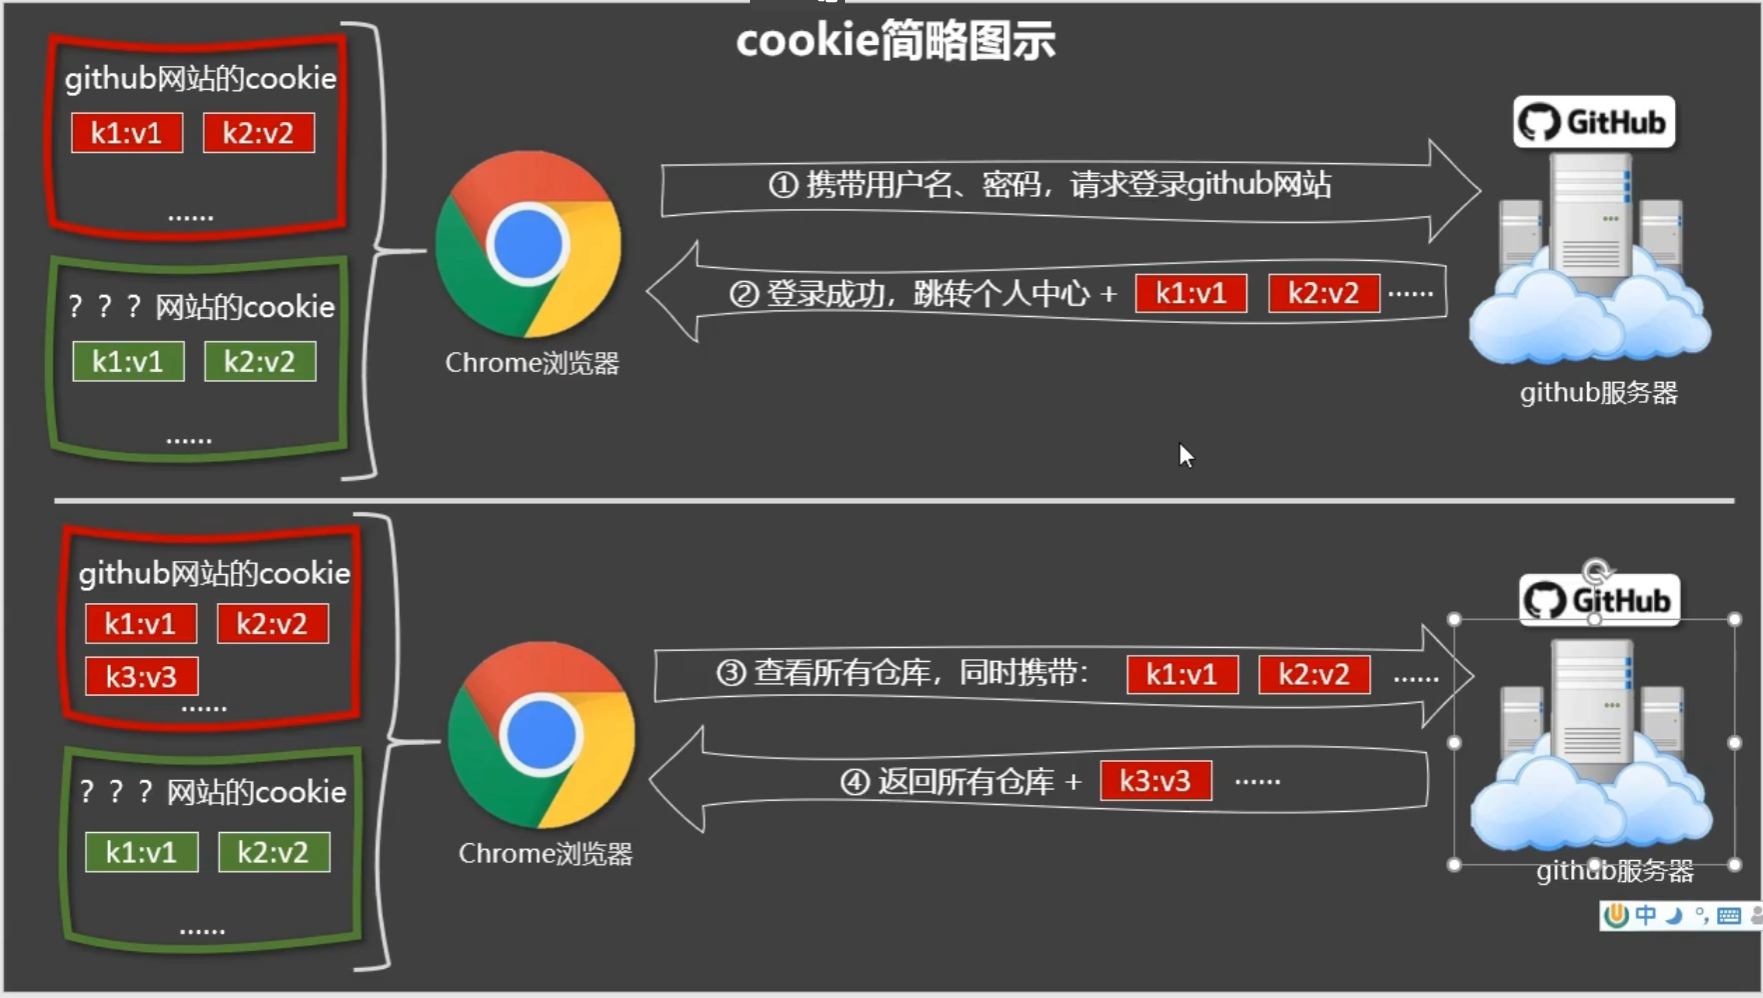 cookie简略图示
github网站的cookie
k1:v1 k2:v2
......
？？？网站的cookie
k1:v1 k2:v2
......
Chrome浏览器
① 携带用户名、密码，请求登录github网站
② 登录成功，跳转个人中心 + k1:v1 k2:v2 ······
GitHub
github服务器
github网站的cookie
k1:v1 k2:v2
k3:v3
......
？？？网站的cookie
k1:v1 k2:v2
......
Chrome浏览器
③ 查看所有仓库，同时携带： k1:v1 k2:v2 ······
④ 返回所有仓库 + k3:v3 ······
GitHub
github服务器
中